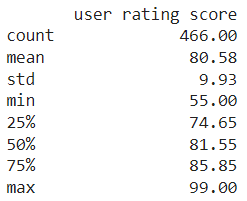 user rating score
count 466.00
mean 80.58
std 9.93
min 55.00
25% 74.65
50% 81.55
75% 85.85
max 99.00